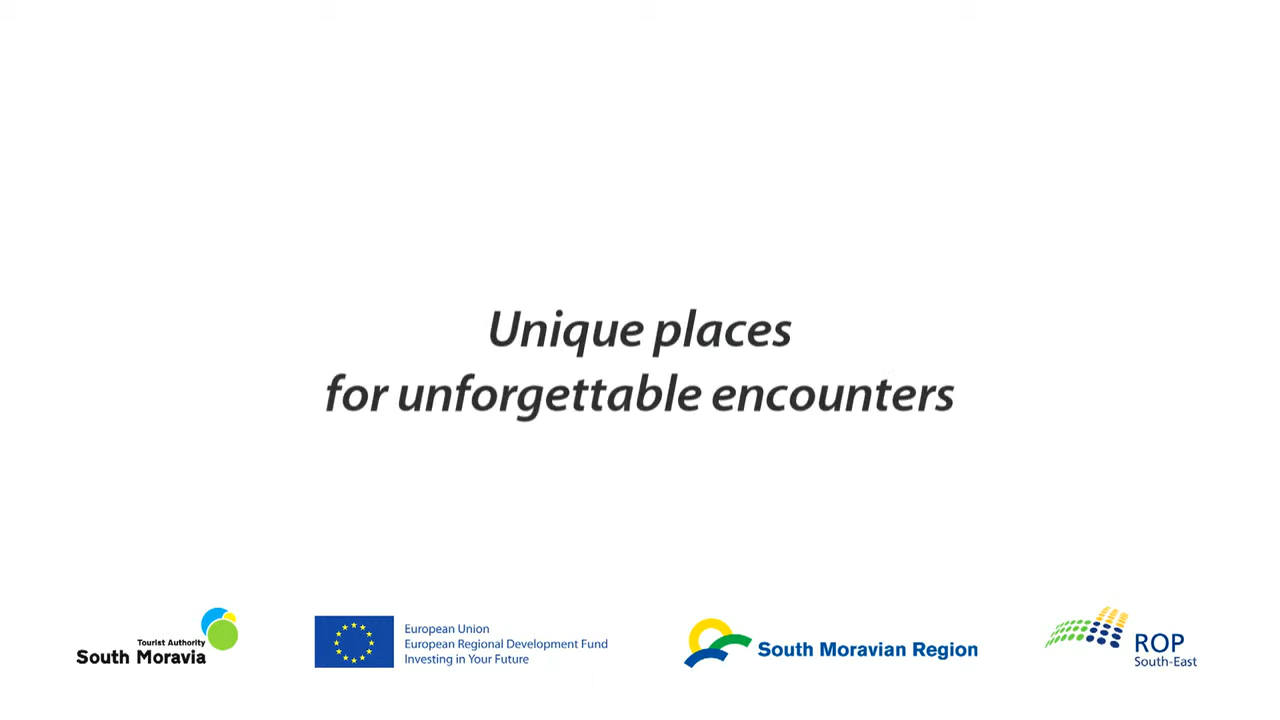 Unique places
for unforgettable encounters
Tourist Authority
South Moravia
European Union
European Regional Development Fund
Investing in Your Future
South Moravian Region
ROP
South-East